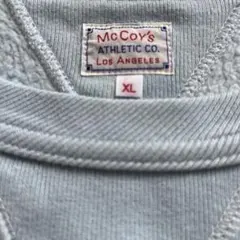 McCOY'S
ATHLETIC CO.
LOS ANGELES
XL